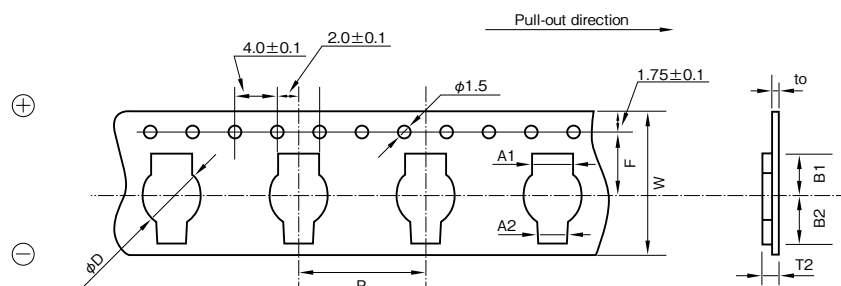 Pull-out direction
2.0±0.1
4.0±0.1
1.75±0.1
to
φ1.5
+
A1
F
W
B1
A2
B2
φD
T2